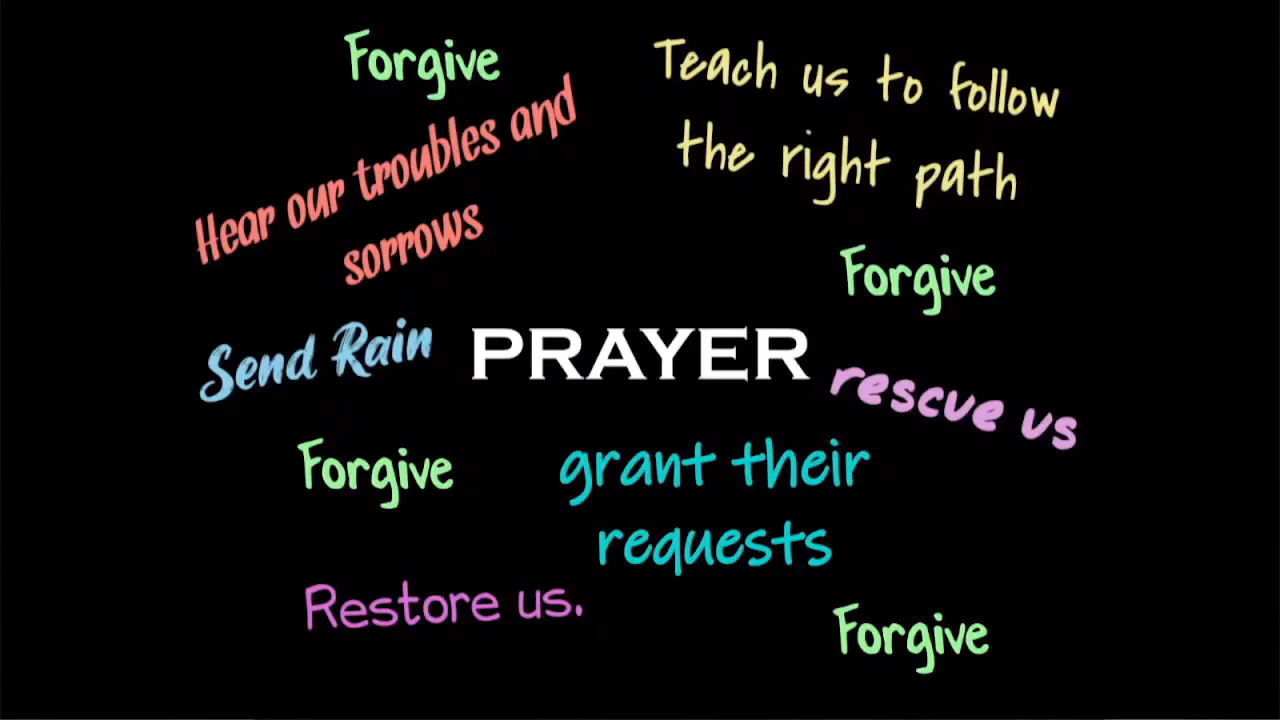 Forgive
Teach us to follow
the right path
Hear our troubles and
sorrows
Forgive
Send Rain
PRAYER
rescue us
Forgive
grant their
requests
Restore us.
Forgive